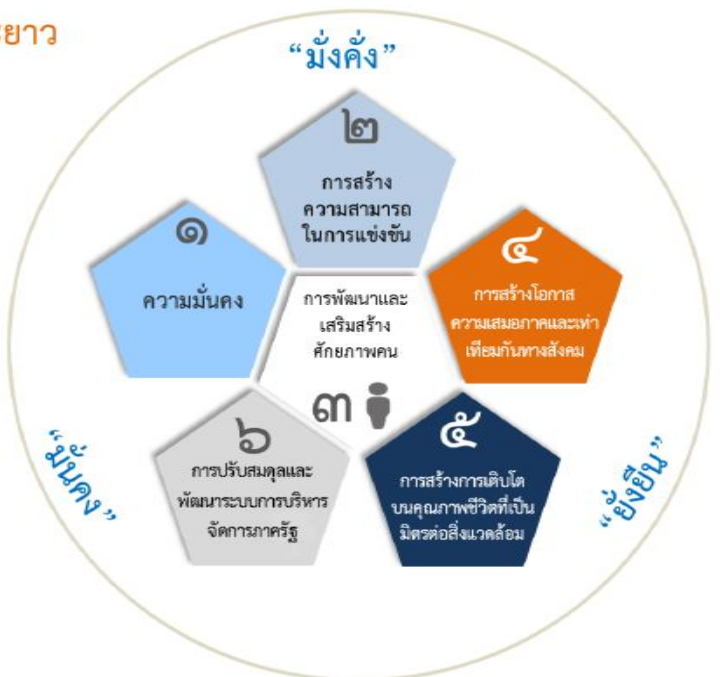 ะยาว
“มั่งคั่ง”
๒
การสร้าง
ความสามารถ
ในการแข่งขัน
๑
ความมั่นคง
การพัฒนาและ
เสริมสร้าง
ศักยภาพคน
๓
๔
การสร้างโอกาส
ความเสมอภาคและเท่า
เทียมกันทางสังคม
๖
การปรับสมดุลและ
พัฒนาระบบการบริหาร
จัดการภาครัฐ
๕
การสร้างการเติบโต
บนคุณภาพชีวิตที่เป็น
มิตรต่อสิ่งแวดล้อม
“มั่นคง”
“ยั่งยืน”